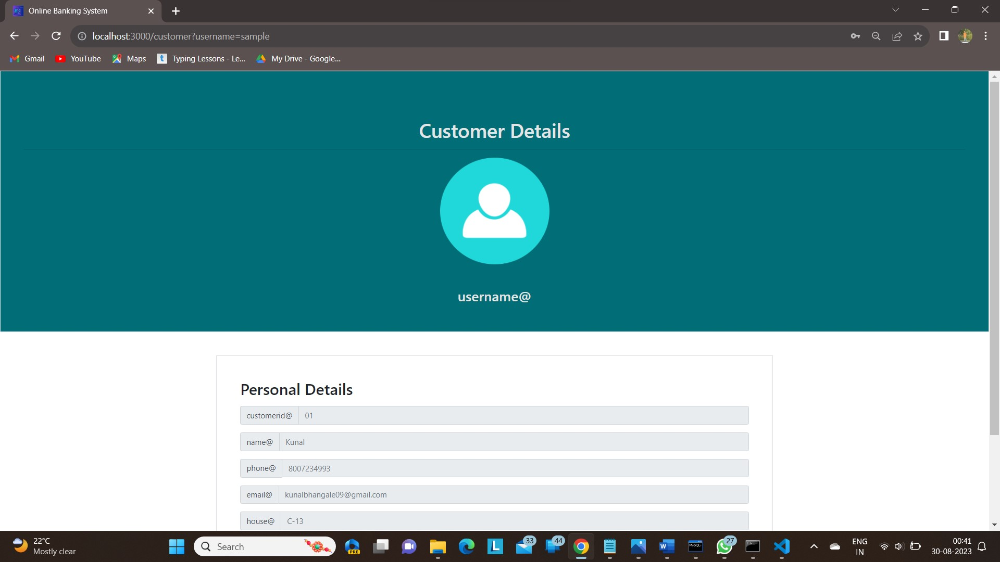 Online Banking System
localhost:3000/customer?username=sample
Gmail
YouTube
Maps
t
Typing Lessons - Le...
My Drive - Google...
Customer Details
username@
Personal Details
customerid@ 01
name@ Kunal
phone@ 8007234993
email@ kunalbhangale09@gmail.com
house@ C-13
22°C
Mostly clear
Search
PRE
L
33
44
W
MySQL
27
ENG
IN
00:41
30-08-2023